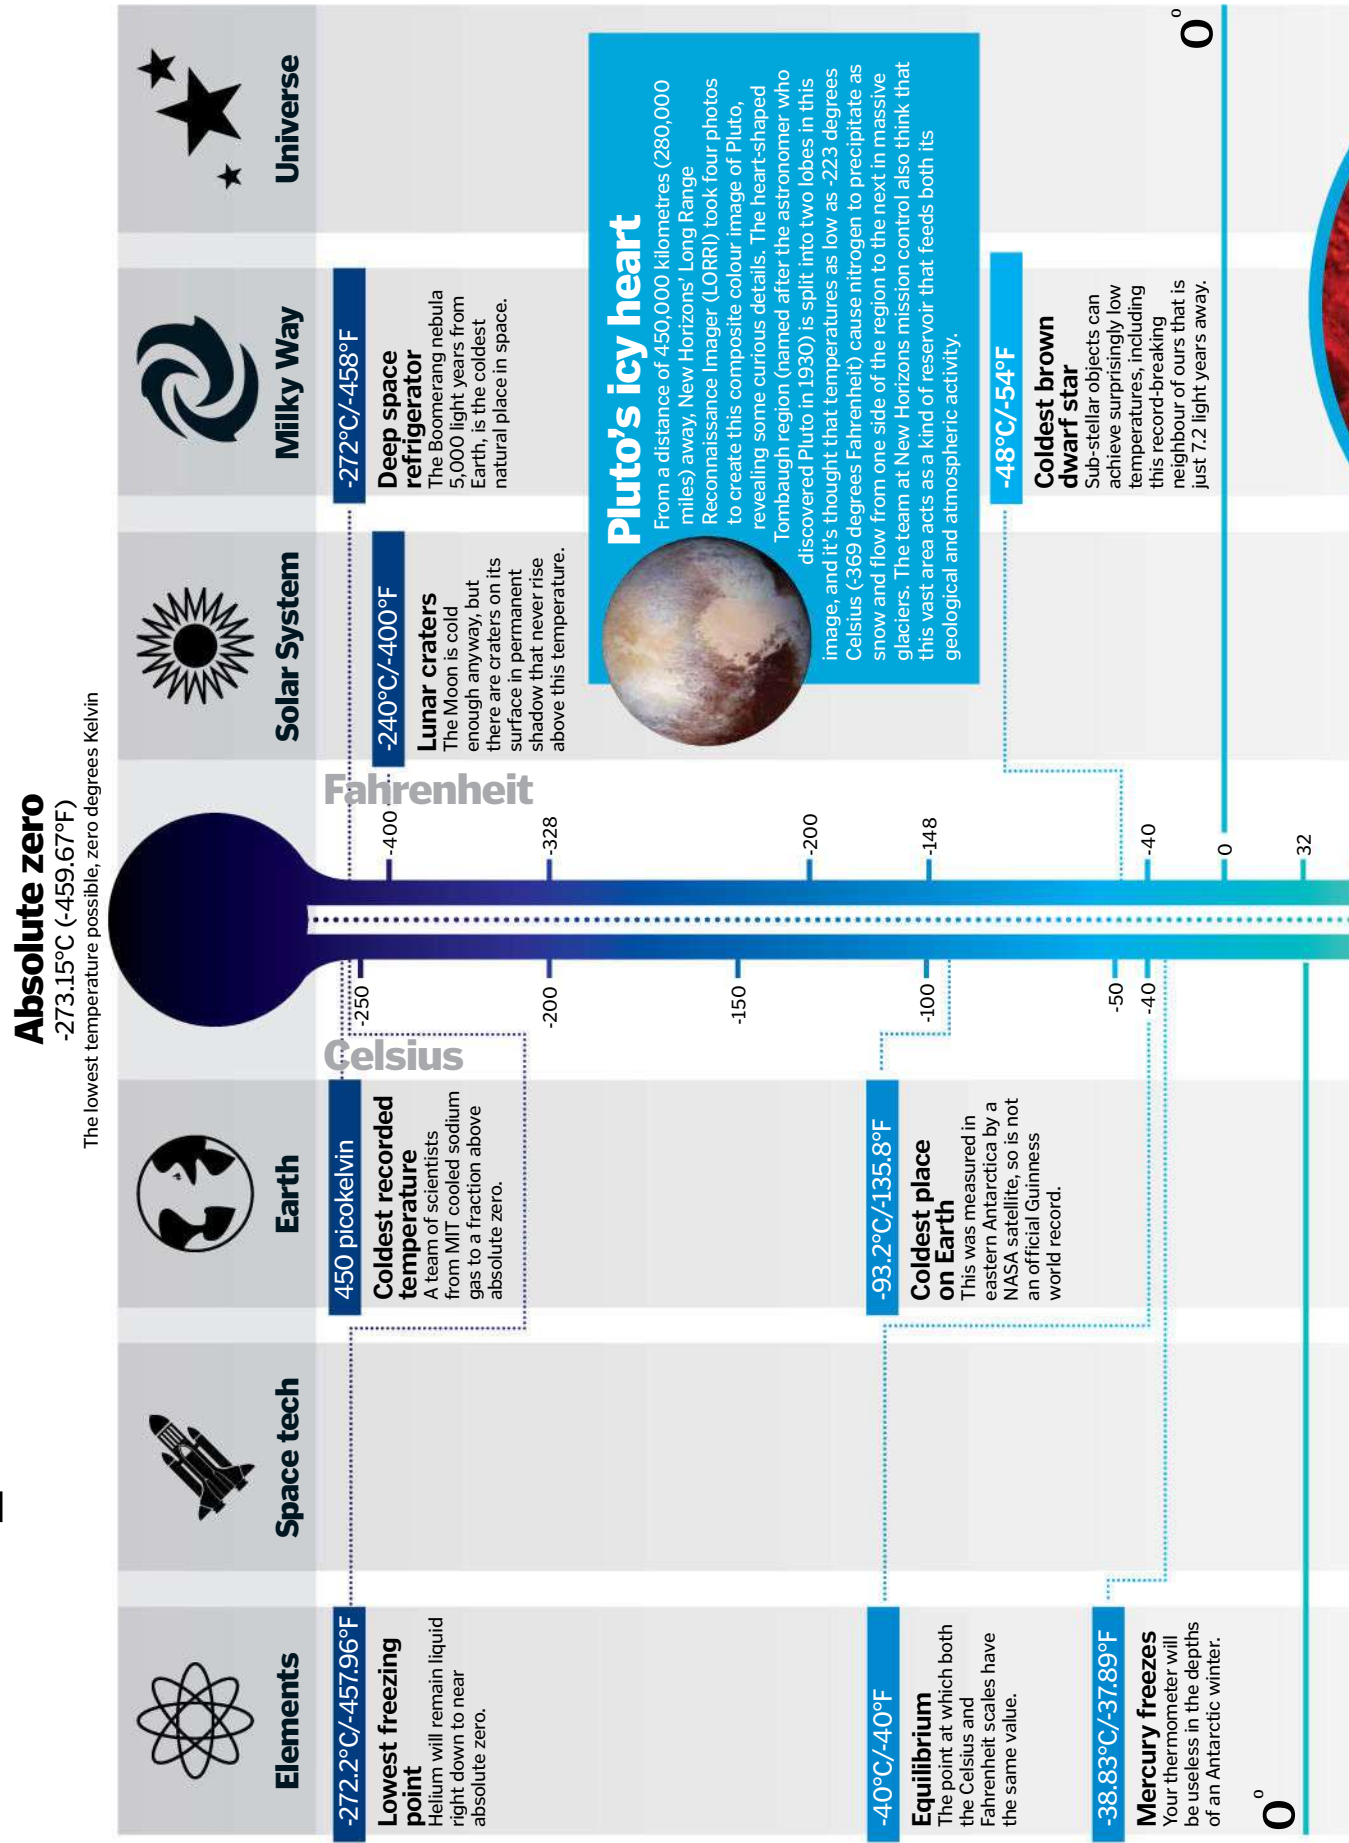 Absolute zero
-273.15°C (-459.67°F)
The lowest temperature possible, zero degrees Kelvin
Elements
Space tech
Earth
Solar System
Milky Way
Universe
Celsius
Fahrenheit
-250
-200
-150
-100
-50
-40
-400
-328
-200
-148
-40
0
32
-272.2°C/-457.96°F
Lowest freezing
point
Helium will remain liquid
right down to near
absolute zero.
-40°C/-40°F
Equilibrium
The point at which both
the Celsius and
Fahrenheit scales have
the same value.
-38.83°C/-37.89°F
Mercury freezes
Your thermometer will
be useless in the depths
of an Antarctic winter.
0°
450 picokelvin
Coldest recorded
temperature
A team of scientists
from MIT cooled sodium
gas to a fraction above
absolute zero.
-93.2°C/-135.8°F
Coldest place
on Earth
This was measured in
eastern Antarctica by a
NASA satellite, so is not
an official Guinness
world record.
-240°C/-400°F
Lunar craters
The Moon is cold
enough anyway, but
there are craters on its
surface in permanent
shadow that never rise
above this temperature.
-272°C/-458°F
Deep space
refrigerator
The Boomerang nebula
5,000 light years from
Earth, is the coldest
natural place in space.
Pluto's icy heart
From a distance of 450,000 kilometres (280,000
miles) away, New Horizons' Long Range
Reconnaissance Imager (LORRI) took four photos
to create this composite colour image of Pluto,
revealing some curious details. The heart-shaped
Tombaugh region (named after the astronomer who
discovered Pluto in 1930) is split into two lobes in this
image, and it's thought that temperatures as low as -223 degrees
Celsius (-369 degrees Fahrenheit) cause nitrogen to precipitate as
snow and flow from one side of the region to the next in massive
glaciers. The team at New Horizons mission control also think that
this vast area acts as a kind of reservoir that feeds both its
geological and atmospheric activity.
-48°C/-54°F
Coldest brown
dwarf star
Sub-stellar objects can
achieve surprisingly low
temperatures, including
this record-breaking
neighbour of ours that is
just 7.2 light years away.
0°